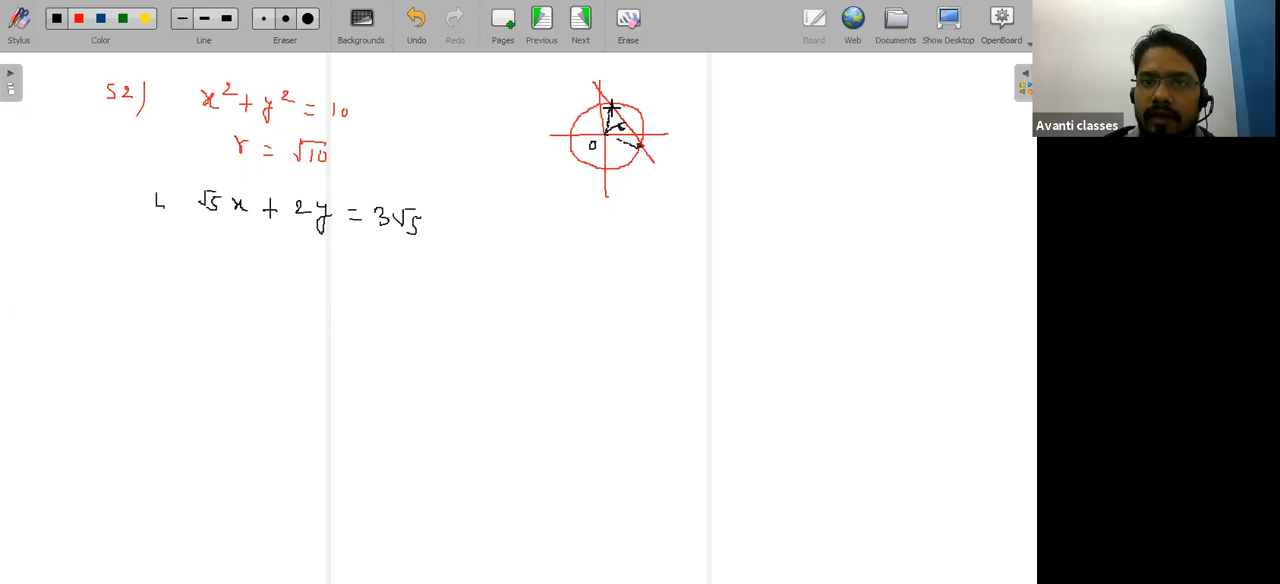 Stylus Color Line Eraser Backgrounds Undo Redo Pages Previous Next Erase Board Web Documents Show Desktop OpenBoard
52) x² + y² = 10
r = √10
L √5 x + 2y = 3√5
O
Avanti classes